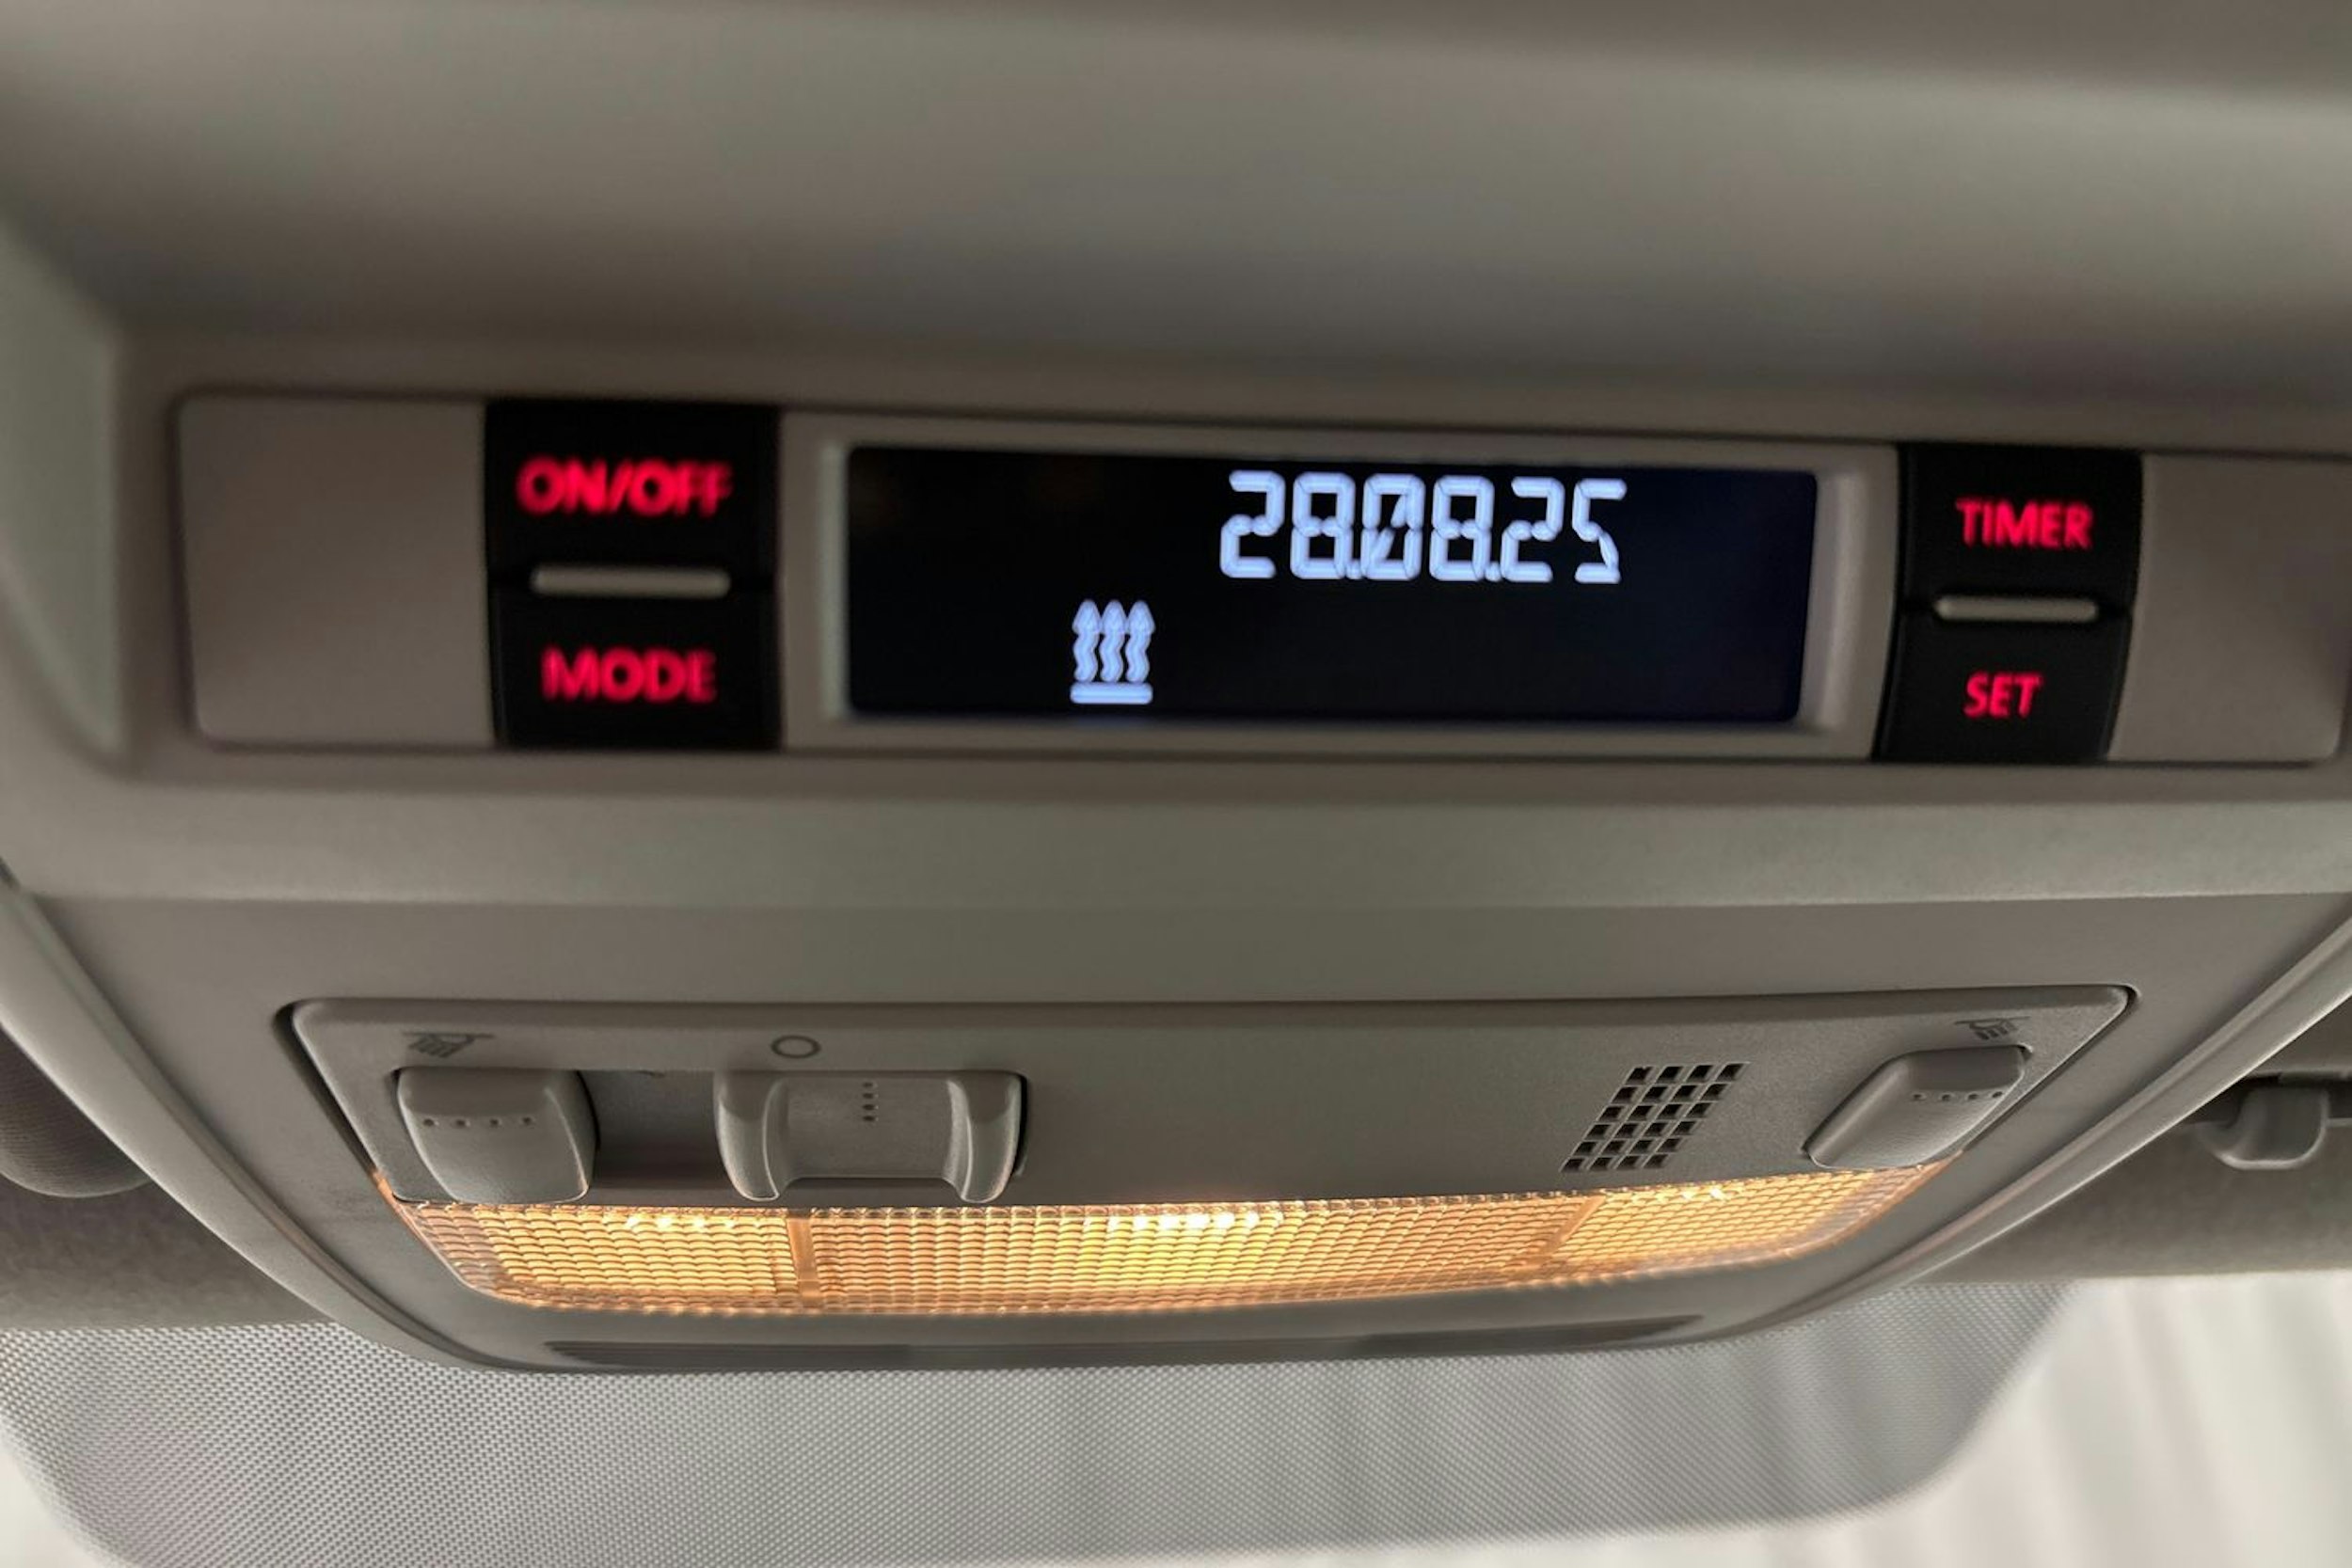 ON/OFF
MODE
28.08.25
TIMER
SET